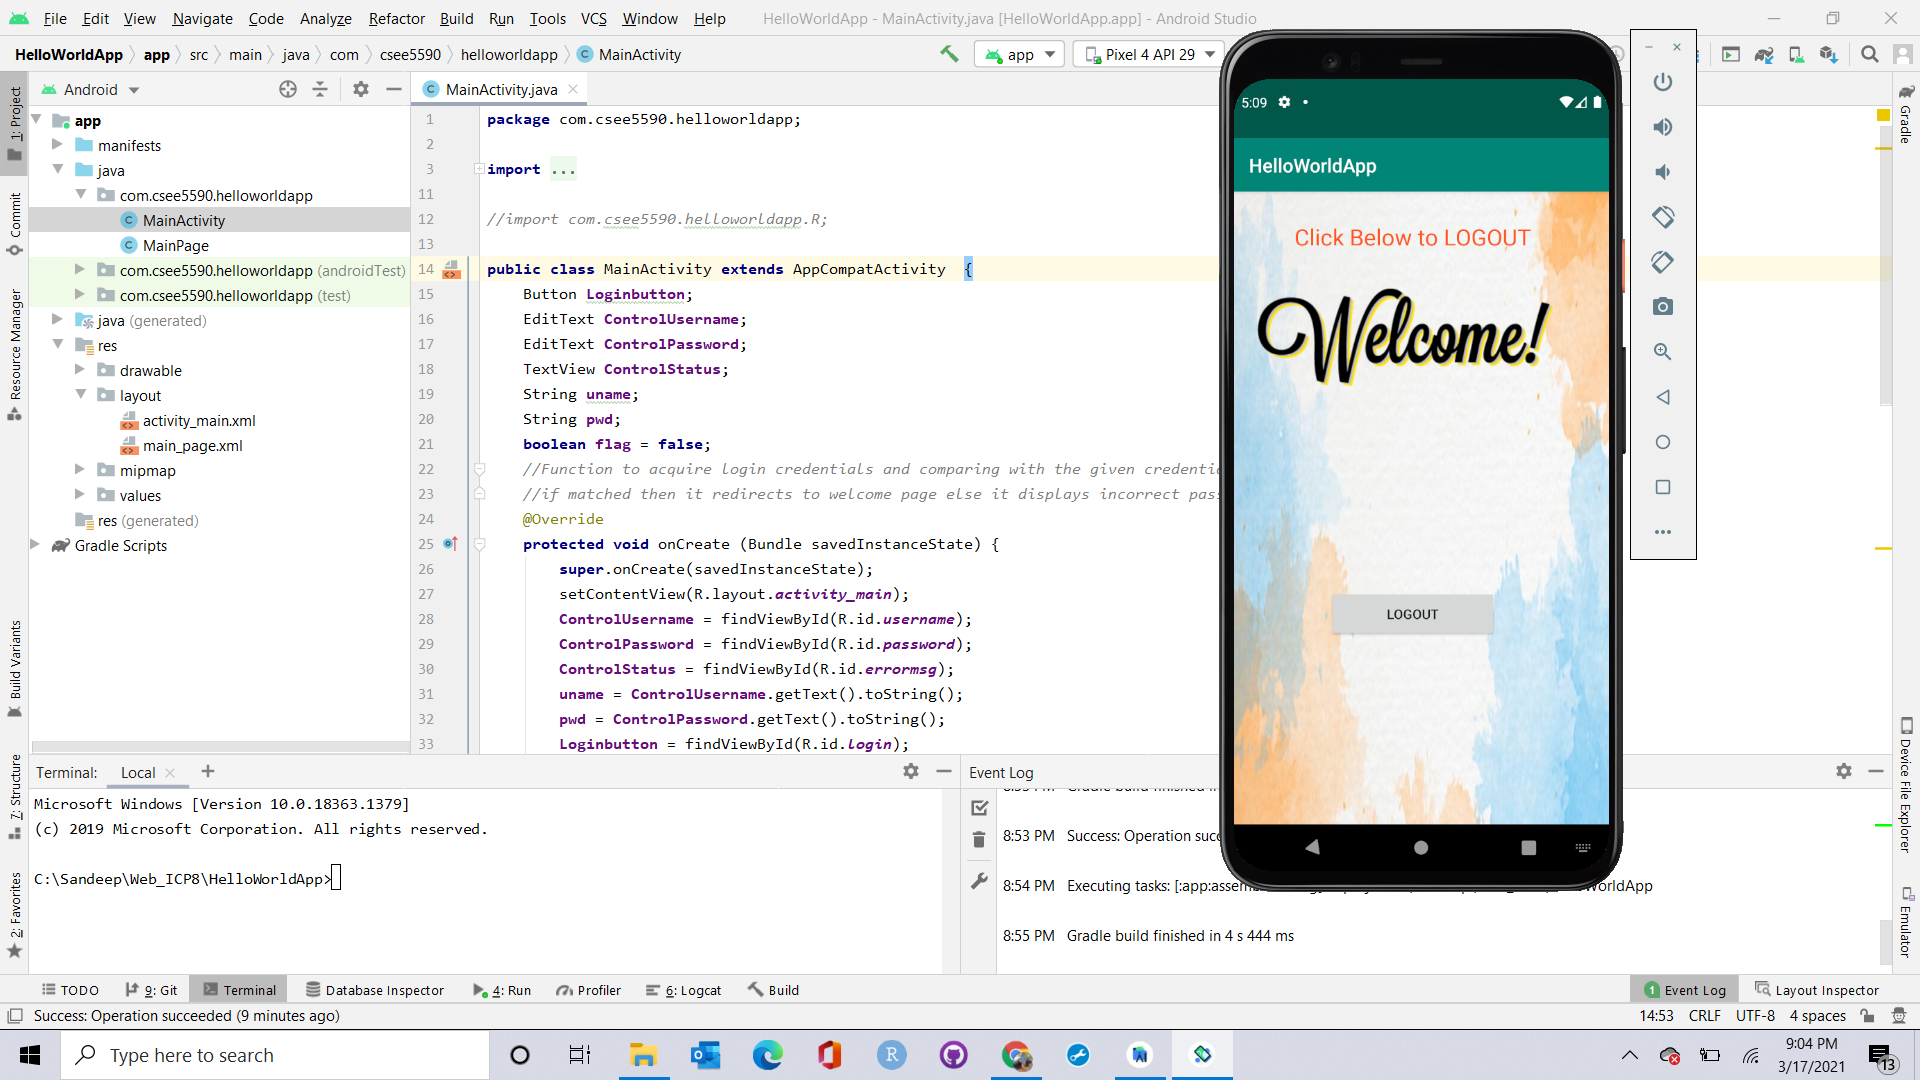 File Edit View Navigate Code Analyze Refactor Build Run Tools VCS Window Help HelloWorldApp - MainActivity.java [HelloWorldApp.app] - Android Studio
HelloWorldApp app src main java com csee5590 helloworldapp C MainActivity app Pixel 4 API 29
Android
C MainActivity.java
1: Project
Commit
Resource Manager
Build Variants
7: Structure
2: Favorites
app
manifests
java
com.csee5590.helloworldapp
C MainActivity
C MainPage
com.csee5590.helloworldapp (androidTest)
com.csee5590.helloworldapp (test)
java (generated)
res
drawable
layout
activity_main.xml
main_page.xml
mipmap
values
res (generated)
Gradle Scripts
1 package com.csee5590.helloworldapp;
2
3 import ...
11
12 //import com.csee5590.helloworldapp.R;
13
14 public class MainActivity extends AppCompatActivity {
15 Button Loginbutton;
16 EditText ControlUsername;
17 EditText ControlPassword;
18 TextView ControlStatus;
19 String uname;
20 String pwd;
21 boolean flag = false;
22 //Function to acquire login credentials and comparing with the given credenti
23 //if matched then it redirects to welcome page else it displays incorrect pas
24 @Override
25 protected void onCreate (Bundle savedInstanceState) {
26 super.onCreate(savedInstanceState);
27 setContentView(R.layout.activity_main);
28 ControlUsername = findViewById(R.id.username);
29 ControlPassword = findViewById(R.id.password);
30 ControlStatus = findViewById(R.id.errormsg);
31 uname = ControlUsername.getText().toString();
32 pwd = ControlPassword.getText().toString();
33 Loginbutton = findViewById(R.id.login);
5:09
HelloWorldApp
Click Below to LOGOUT
Welcome!
LOGOUT
Gradle
Device File Explorer
Emulator
Terminal: Local
Microsoft Windows [Version 10.0.18363.1379]
(c) 2019 Microsoft Corporation. All rights reserved.
C:\Sandeep\Web_ICP8\HelloWorldApp>
Event Log
8:53 PM Gradle build finished
8:53 PM Success: Operation suc
8:54 PM Executing tasks: [:app:assem WorldApp
8:55 PM Gradle build finished in 4 s 444 ms
TODO 9: Git Terminal Database Inspector 4: Run Profiler 6: Logcat Build 1 Event Log Layout Inspector
Success: Operation succeeded (9 minutes ago) 14:53 CRLF UTF-8 4 spaces
Type here to search
R
9:04 PM
3/17/2021
13